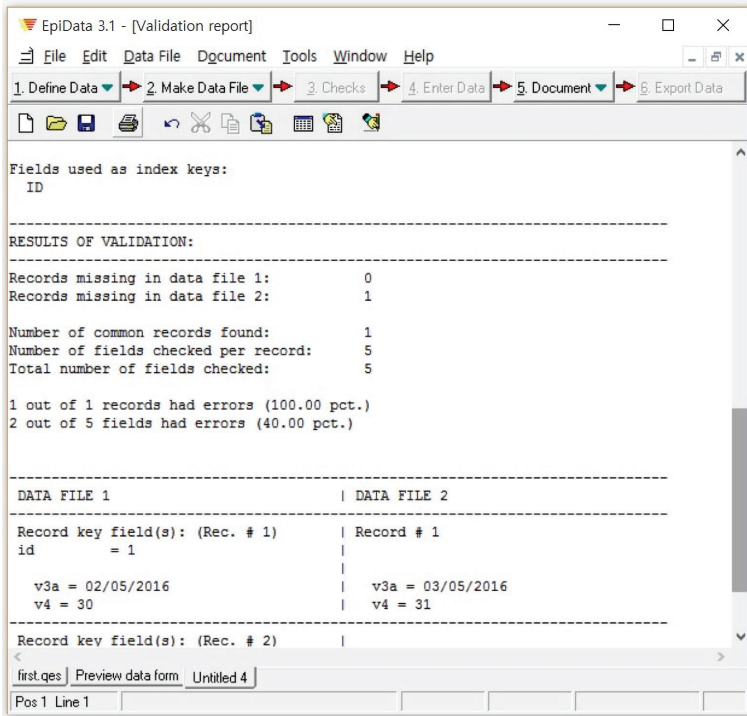 EpiData 3.1 - [Validation report]
File Edit Data File Document Tools Window Help
1. Define Data 2. Make Data File 3. Checks 4. Enter Data 5. Document 6. Export Data
Fields used as index keys:
ID
--------------------------------------------------------------------------------
RESULTS OF VALIDATION:
--------------------------------------------------------------------------------
Records missing in data file 1: 0
Records missing in data file 2: 1
Number of common records found: 1
Number of fields checked per record: 5
Total number of fields checked: 5
1 out of 1 records had errors (100.00 pct.)
2 out of 5 fields had errors (40.00 pct.)
--------------------------------------------------------------------------------
DATA FILE 1 | DATA FILE 2
--------------------------------------------------------------------------------
Record key field(s): (Rec. # 1) | Record # 1
id = 1 |
|
v3a = 02/05/2016 | v3a = 03/05/2016
v4 = 30 | v4 = 31
--------------------------------------------------------------------------------
Record key field(s): (Rec. # 2) |
first.qes Preview data form Untitled 4
Pos 1 Line 1